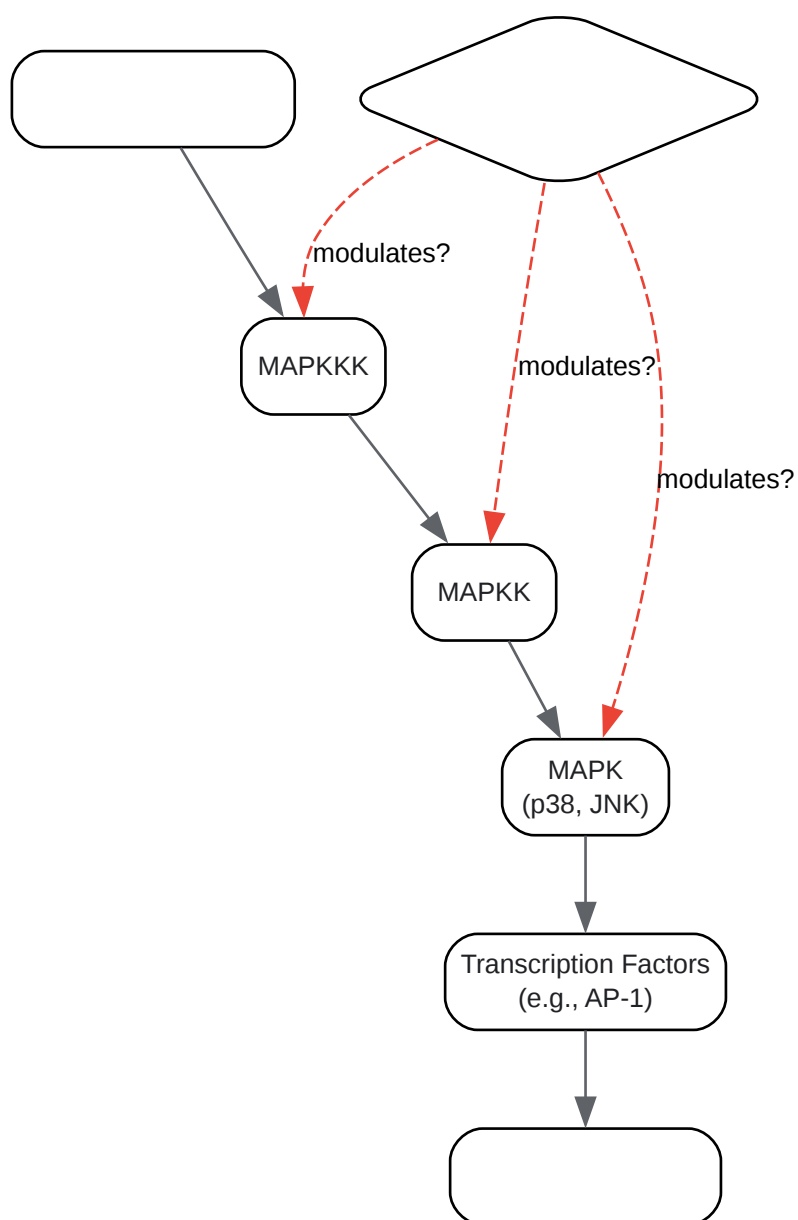 modulates?
MAPKKK
modulates?
modulates?
MAPKK
MAPK
(p38, JNK)
Transcription Factors
(e.g., AP-1)